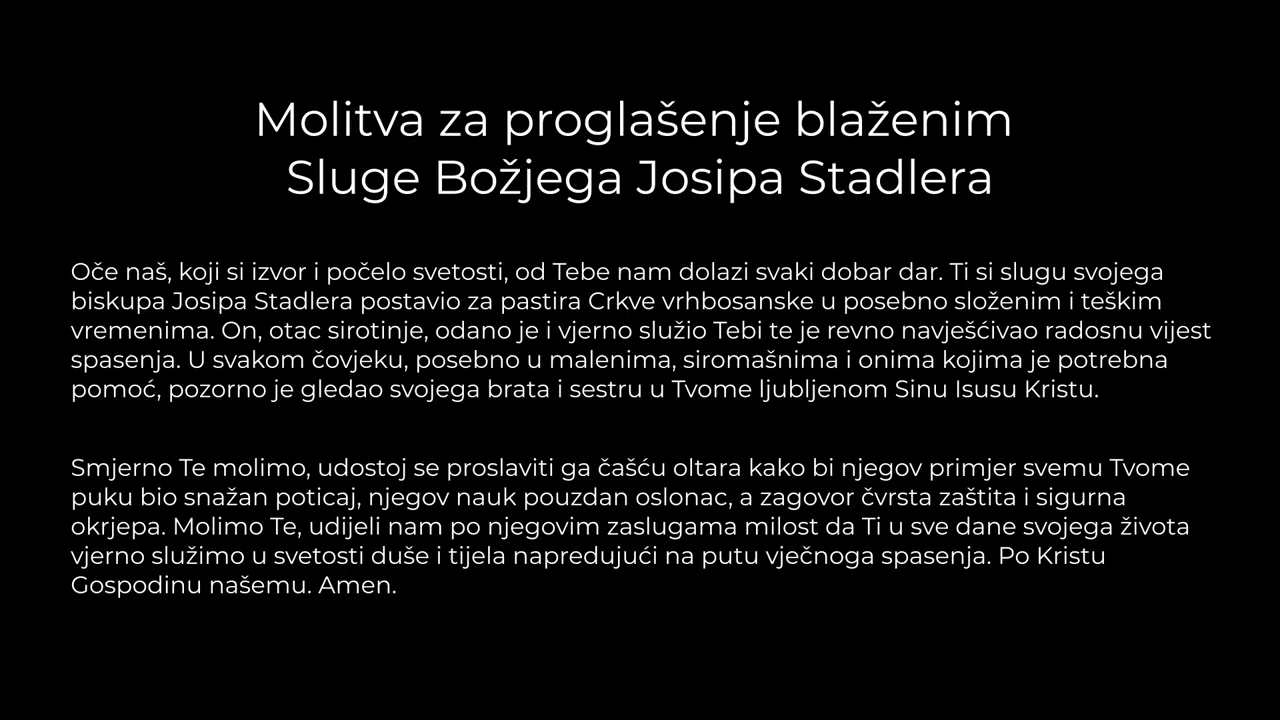 Molitva za proglašenje blaženim
Sluge Božjega Josipa Stadlera
Oče naš, koji si izvor i počelo svetosti, od Tebe nam dolazi svaki dobar dar. Ti si slugu svojega
biskupa Josipa Stadlera postavio za pastira Crkve vrhbosanske u posebno složenim i teškim
vremenima. On, otac sirotinje, odano je i vjerno služio Tebi te je revno navješćivao radosnu vijest
spasenja. U svakom čovjeku, posebno u malenima, siromašnima i onima kojima je potrebna
pomoć, pozorno je gledao svojega brata i sestru u Tvome ljubljenom Sinu Isusu Kristu.
Smjerno Te molimo, udostoj se proslaviti ga čašću oltara kako bi njegov primjer svemu Tvome
puku bio snažan poticaj, njegov nauk pouzdan oslonac, a zagovor čvrsta zaštita i sigurna
okrjepa. Molimo Te, udijeli nam po njegovim zaslugama milost da Ti u sve dane svojega života
vjerno služimo u svetosti duše i tijela napredujući na putu vječnoga spasenja. Po Kristu
Gospodinu našemu. Amen.